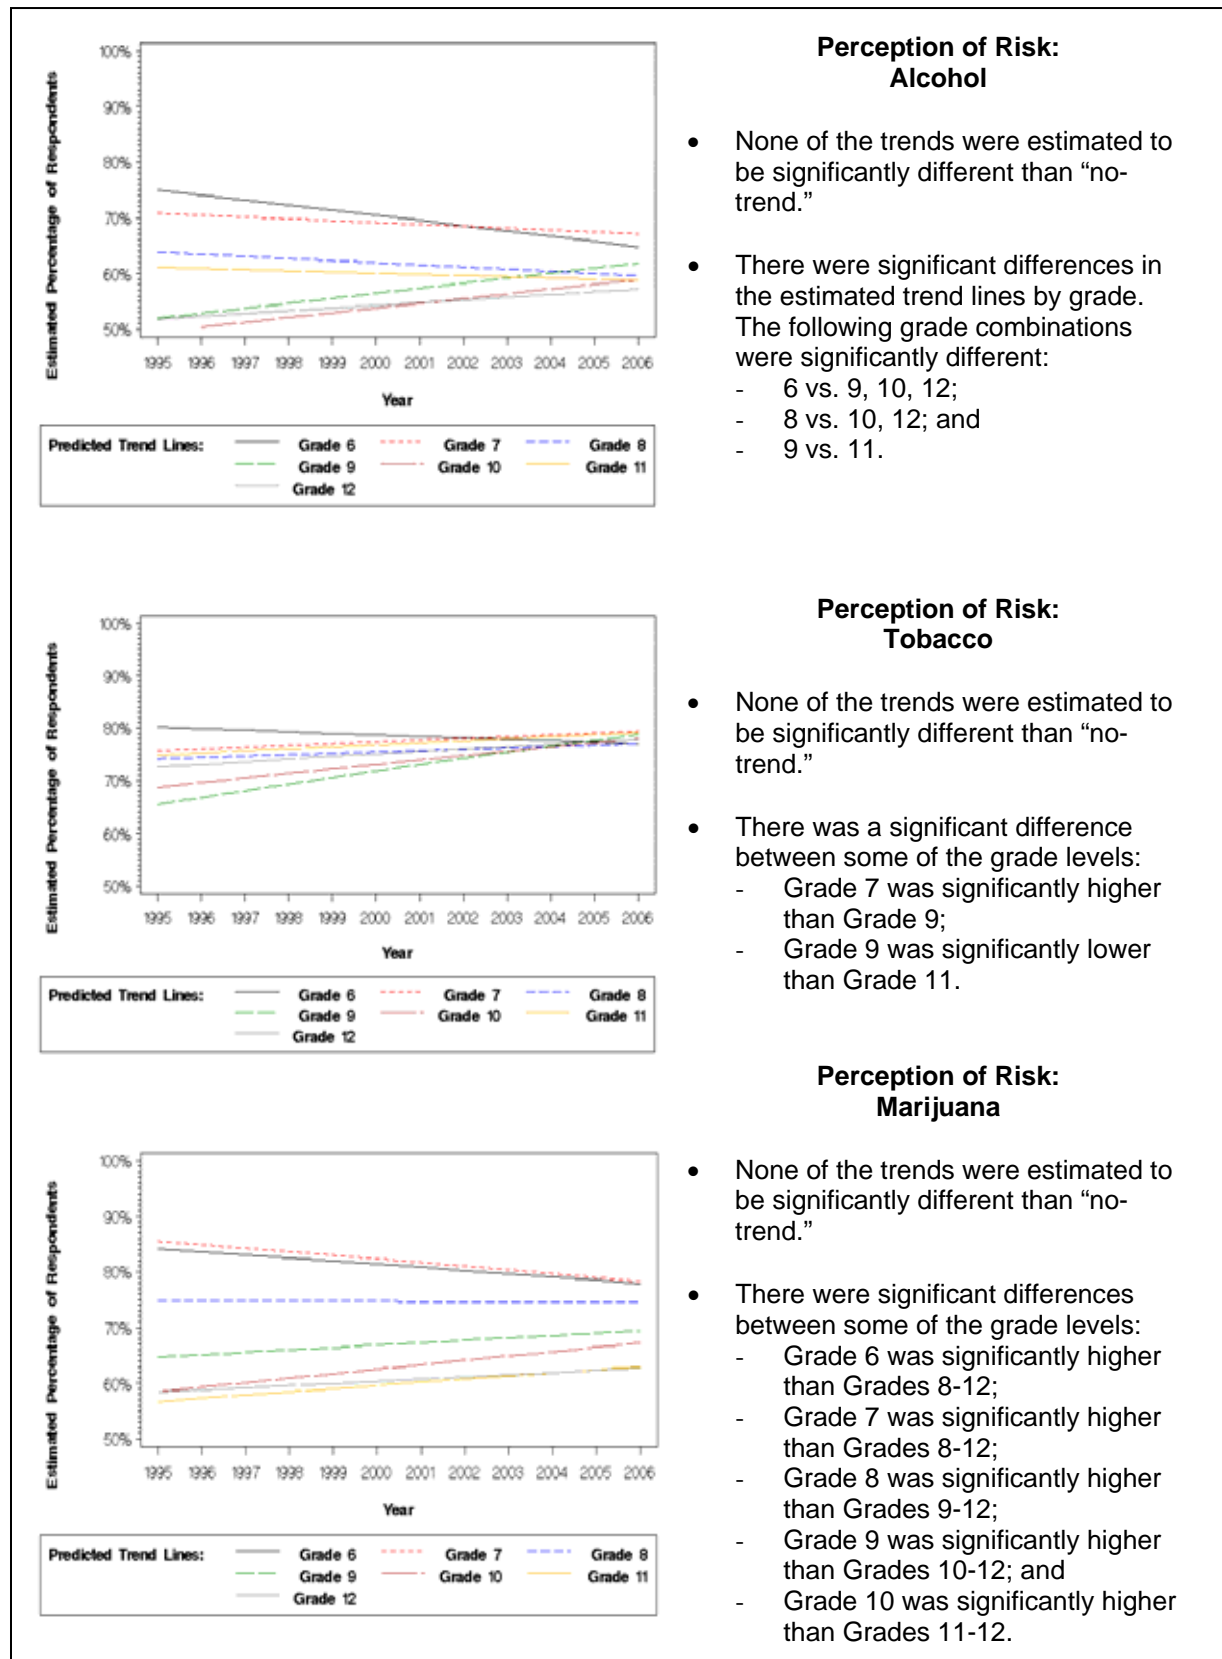 Perception of Risk:
Alcohol
• None of the trends were estimated to
be significantly different than “no-
trend.”
• There were significant differences in
the estimated trend lines by grade.
The following grade combinations
were significantly different:
- 6 vs. 9, 10, 12;
- 8 vs. 10, 12; and
- 9 vs. 11.
Estimated Percentage of Respondents
100%
90%
80%
70%
60%
50%
1995 1996 1997 1998 1999 2000 2001 2002 2003 2004 2005 2006
Year
Predicted Trend Lines: Grade 6 Grade 7 Grade 8
Grade 9 Grade 10 Grade 11
Grade 12
Perception of Risk:
Tobacco
• None of the trends were estimated to
be significantly different than “no-
trend.”
• There was a significant difference
between some of the grade levels:
- Grade 7 was significantly higher
than Grade 9;
- Grade 9 was significantly lower
than Grade 11.
Estimated Percentage of Respondents
100%
90%
80%
70%
60%
50%
1995 1996 1997 1998 1999 2000 2001 2002 2003 2004 2005 2006
Year
Predicted Trend Lines: Grade 6 Grade 7 Grade 8
Grade 9 Grade 10 Grade 11
Grade 12
Perception of Risk:
Marijuana
• None of the trends were estimated to
be significantly different than “no-
trend.”
• There were significant differences
between some of the grade levels:
- Grade 6 was significantly higher
than Grades 8-12;
- Grade 7 was significantly higher
than Grades 8-12;
- Grade 8 was significantly higher
than Grades 9-12;
- Grade 9 was significantly higher
than Grades 10-12; and
- Grade 10 was significantly higher
than Grades 11-12.
Estimated Percentage of Respondents
100%
90%
80%
70%
60%
50%
1995 1996 1997 1998 1999 2000 2001 2002 2003 2004 2005 2006
Year
Predicted Trend Lines: Grade 6 Grade 7 Grade 8
Grade 9 Grade 10 Grade 11
Grade 12